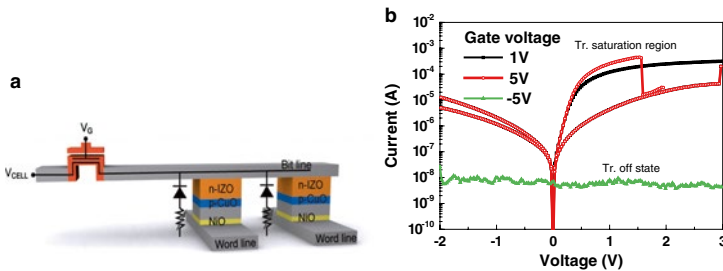 a
V_G
V_CELL
Bit line
n-IZO
p-CuO
NiO
Word line
n-IZO
p-CuO
NiO
Word line
b
Current (A)
10^-2
10^-3
10^-4
10^-5
10^-6
10^-7
10^-8
10^-9
10^-10
Gate voltage
1V
5V
-5V
Tr. saturation region
Tr. off state
-2 -1 0 1 2 3
Voltage (V)